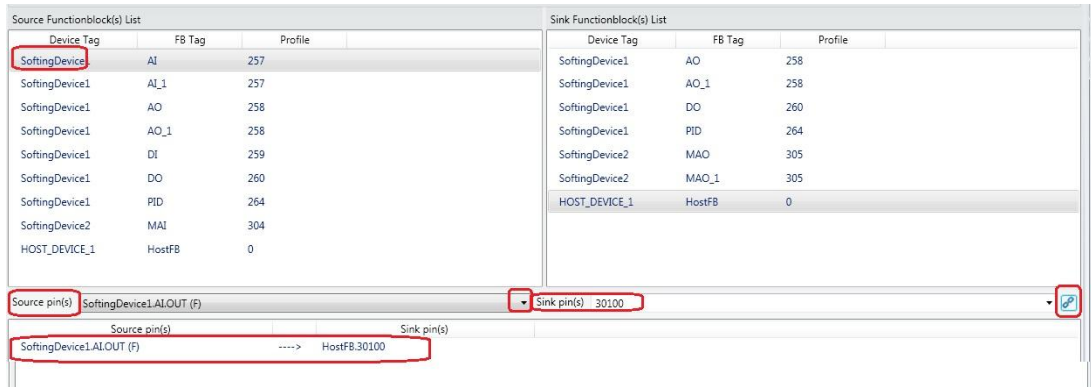 Source Functionblock(s) List
Device Tag FB Tag Profile
SoftingDevice1 AI 257
SoftingDevice1 AI_1 257
SoftingDevice1 AO 258
SoftingDevice1 AO_1 258
SoftingDevice1 DI 259
SoftingDevice1 DO 260
SoftingDevice1 PID 264
SoftingDevice2 MAI 304
HOST_DEVICE_1 HostFB 0
Sink Functionblock(s) List
Device Tag FB Tag Profile
SoftingDevice1 AO 258
SoftingDevice1 AO_1 258
SoftingDevice1 DO 260
SoftingDevice1 PID 264
SoftingDevice2 MAO 305
SoftingDevice2 MAO_1 305
HOST_DEVICE_1 HostFB 0
Source pin(s) SoftingDevice1.AI.OUT (F) Sink pin(s) 30100
Source pin(s) Sink pin(s)
SoftingDevice1.AI.OUT (F) ----> HostFB.30100